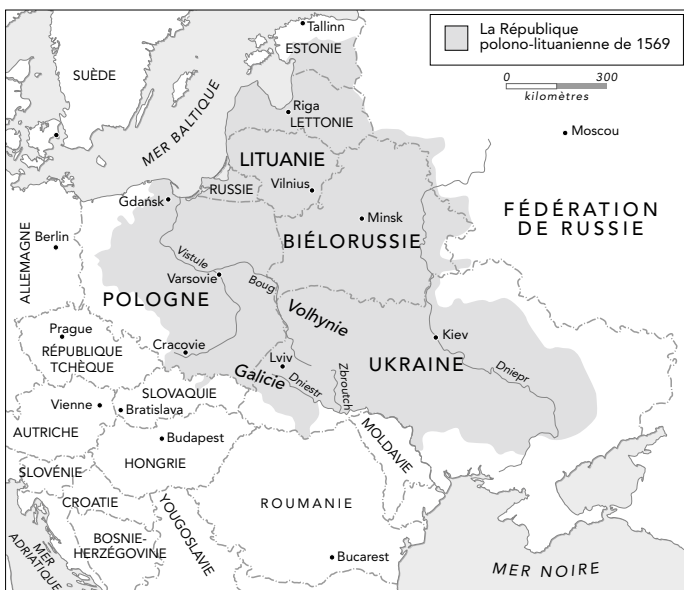 Tallinn
ESTONIE
La République
polono-lituanienne de 1569
SUÈDE
0 300
kilomètres
Riga
LETTONIE
Moscou
MER BALTIQUE
LITUANIE
RUSSIE
Vilnius
Gdańsk
Minsk
FÉDÉRATION
DE RUSSIE
BIÉLORUSSIE
ALLEMAGNE
Berlin
Vistule
Varsovie
Boug
POLOGNE
Volhynie
Prague
Kiev
RÉPUBLIQUE
TCHÈQUE
Cracovie
Lviv
UKRAINE
Galicie
Dniestr
Zbroutch
Dniepr
SLOVAQUIE
Vienne
Bratislava
AUTRICHE
Budapest
MOLDAVIE
HONGRIE
SLOVÉNIE
CROATIE
YOUGOSLAVIE
ROUMANIE
BOSNIE-
HERZÉGOVINE
MER
ADRIATIQUE
Bucarest
MER NOIRE